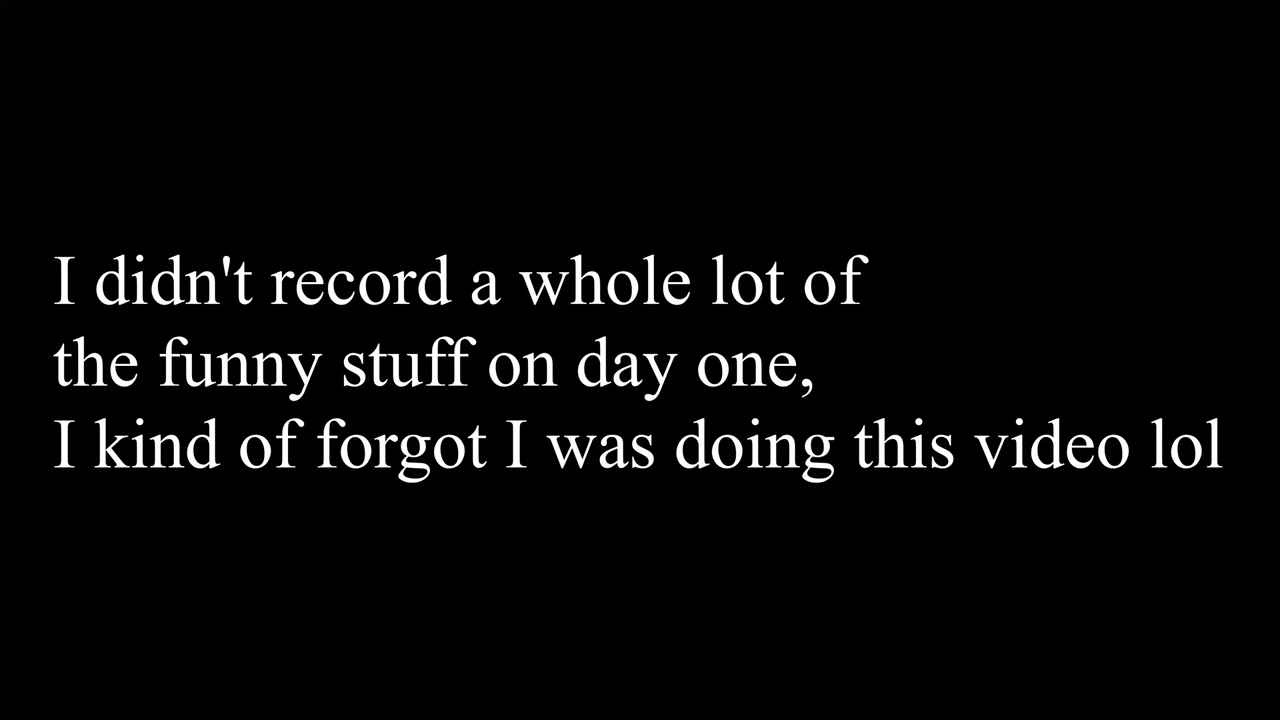 I didn't record a whole lot of
the funny stuff on day one,
I kind of forgot I was doing this video lol